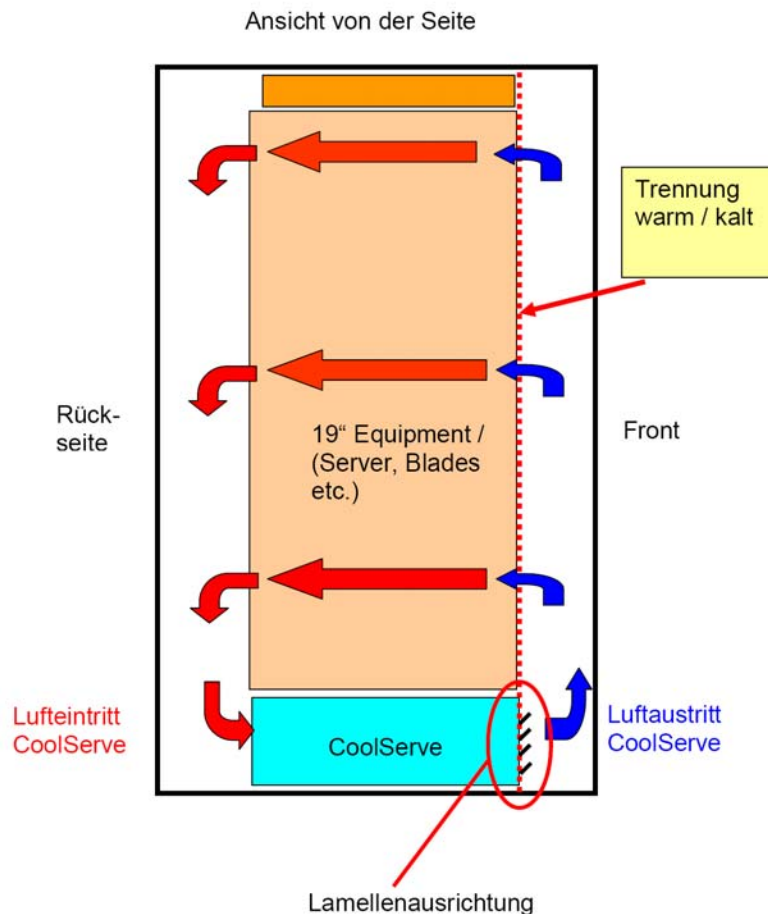 Ansicht von der Seite
Trennung
warm / kalt
Rück-
seite
19“ Equipment /
(Server, Blades
etc.)
Front
Lufteintritt
CoolServe
CoolServe
Luftaustritt
CoolServe
Lamellenausrichtung